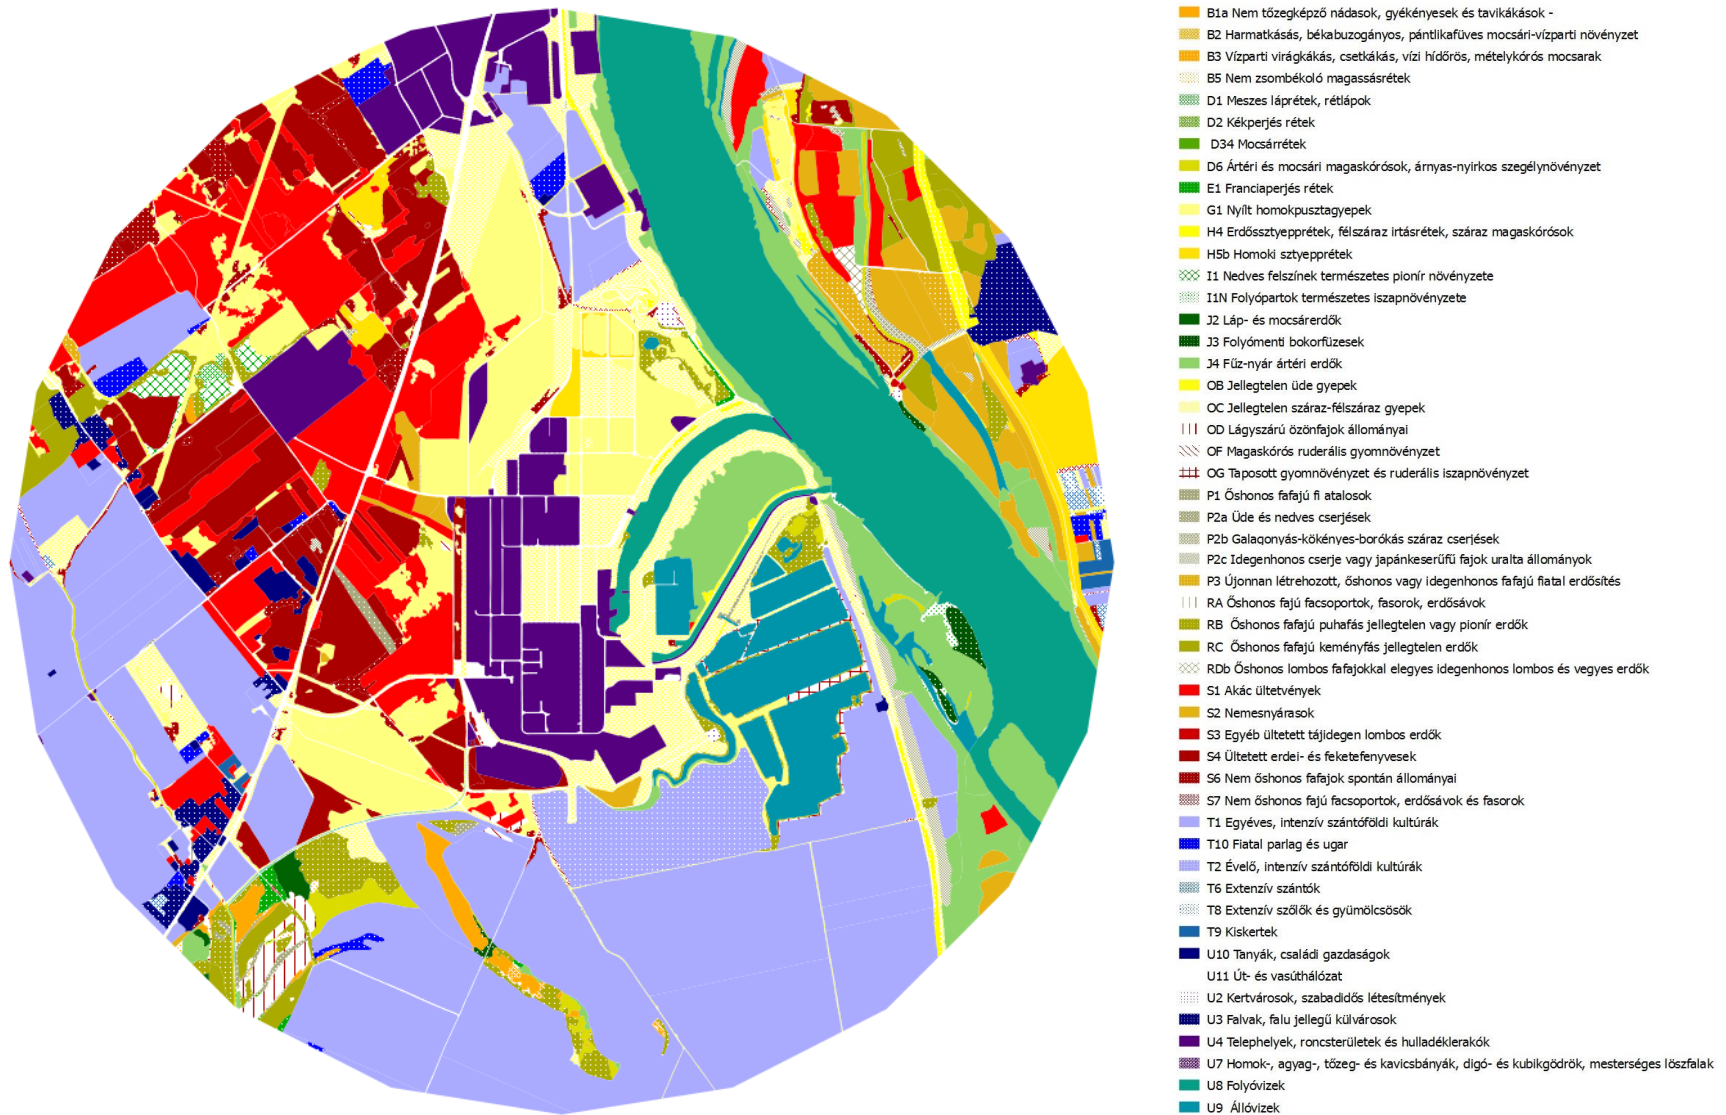 B1a Nem tőzegképző nádasok, gyékényesek és tavikákások -
B2 Harmatkásás, békabuzogányos, pántlikafüves mocsári-vízparti növényzet
B3 Vízparti virágkákás, csetkákás, vízi hídőrös, mételykórós mocsarak
B5 Nem zsombékoló magassásrétek
D1 Meszes láprétek, rétlápok
D2 Kékperjés rétek
D34 Mocsárrétek
D6 Ártéri és mocsári magaskórósok, árnyas-nyirkos szegélynövényzet
E1 Franciaperjés rétek
G1 Nyílt homokpusztagyepek
H4 Erdőssztyepprétek, félszáraz irtásrétek, száraz magaskórósok
H5b Homoki sztyepprétek
I1 Nedves felszínek természetes pionír növényzete
I1N Folyópartok természetes iszapnövényzete
J2 Láp- és mocsárerdők
J3 Folyómenti bokorfüzesek
J4 Fűz-nyár ártéri erdők
OB Jellegtelen üde gyepek
OC Jellegtelen száraz-félszáraz gyepek
OD Lágyszárú özönfajok állományai
OF Magaskórós ruderális gyomnövényzet
OG Taposott gyomnövényzet és ruderális iszapnövényzet
P1 Őshonos fafajú fi atalosok
P2a Üde és nedves cserjések
P2b Galagonyás-kökényes-borókás száraz cserjések
P2c Idegenhonos cserje vagy japánkeserűfű fajok uralta állományok
P3 Újonnan létrehozott, őshonos vagy idegenhonos fafajú fiatal erdősítés
RA Őshonos fajú facsoportok, fasorok, erdősávok
RB Őshonos fafajú puhafás jellegtelen vagy pionír erdők
RC Őshonos fafajú keményfás jellegtelen erdők
RDb Őshonos lombos fafajokkal elegyes idegenhonos lombos és vegyes erdők
S1 Akác ültetvények
S2 Nemesnyárasok
S3 Egyéb ültetett tájidegen lombos erdők
S4 Ültetett erdei- és feketefenyvesek
S6 Nem őshonos fafajok spontán állományai
S7 Nem őshonos fajú facsoportok, erdősávok és fasorok
T1 Egyéves, intenzív szántóföldi kultúrák
T10 Fiatal parlag és ugar
T2 Évelő, intenzív szántóföldi kultúrák
T6 Extenzív szántók
T8 Extenzív szőlők és gyümölcsösök
T9 Kiskertek
U10 Tanyák, családi gazdaságok
U11 Út- és vasúthálózat
U2 Kertvárosok, szabadidős létesítmények
U3 Falvak, falu jellegű külvárosok
U4 Telephelyek, roncsterületek és hulladéklerakók
U7 Homok-, agyag-, tőzeg- és kavicsbányák, digó- és kubikgödrök, mesterséges löszfalak
U8 Folyóvizek
U9 Állóvizek